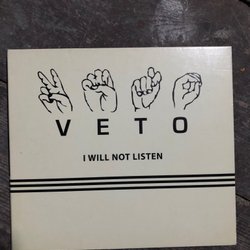 VETO
I WILL NOT LISTEN